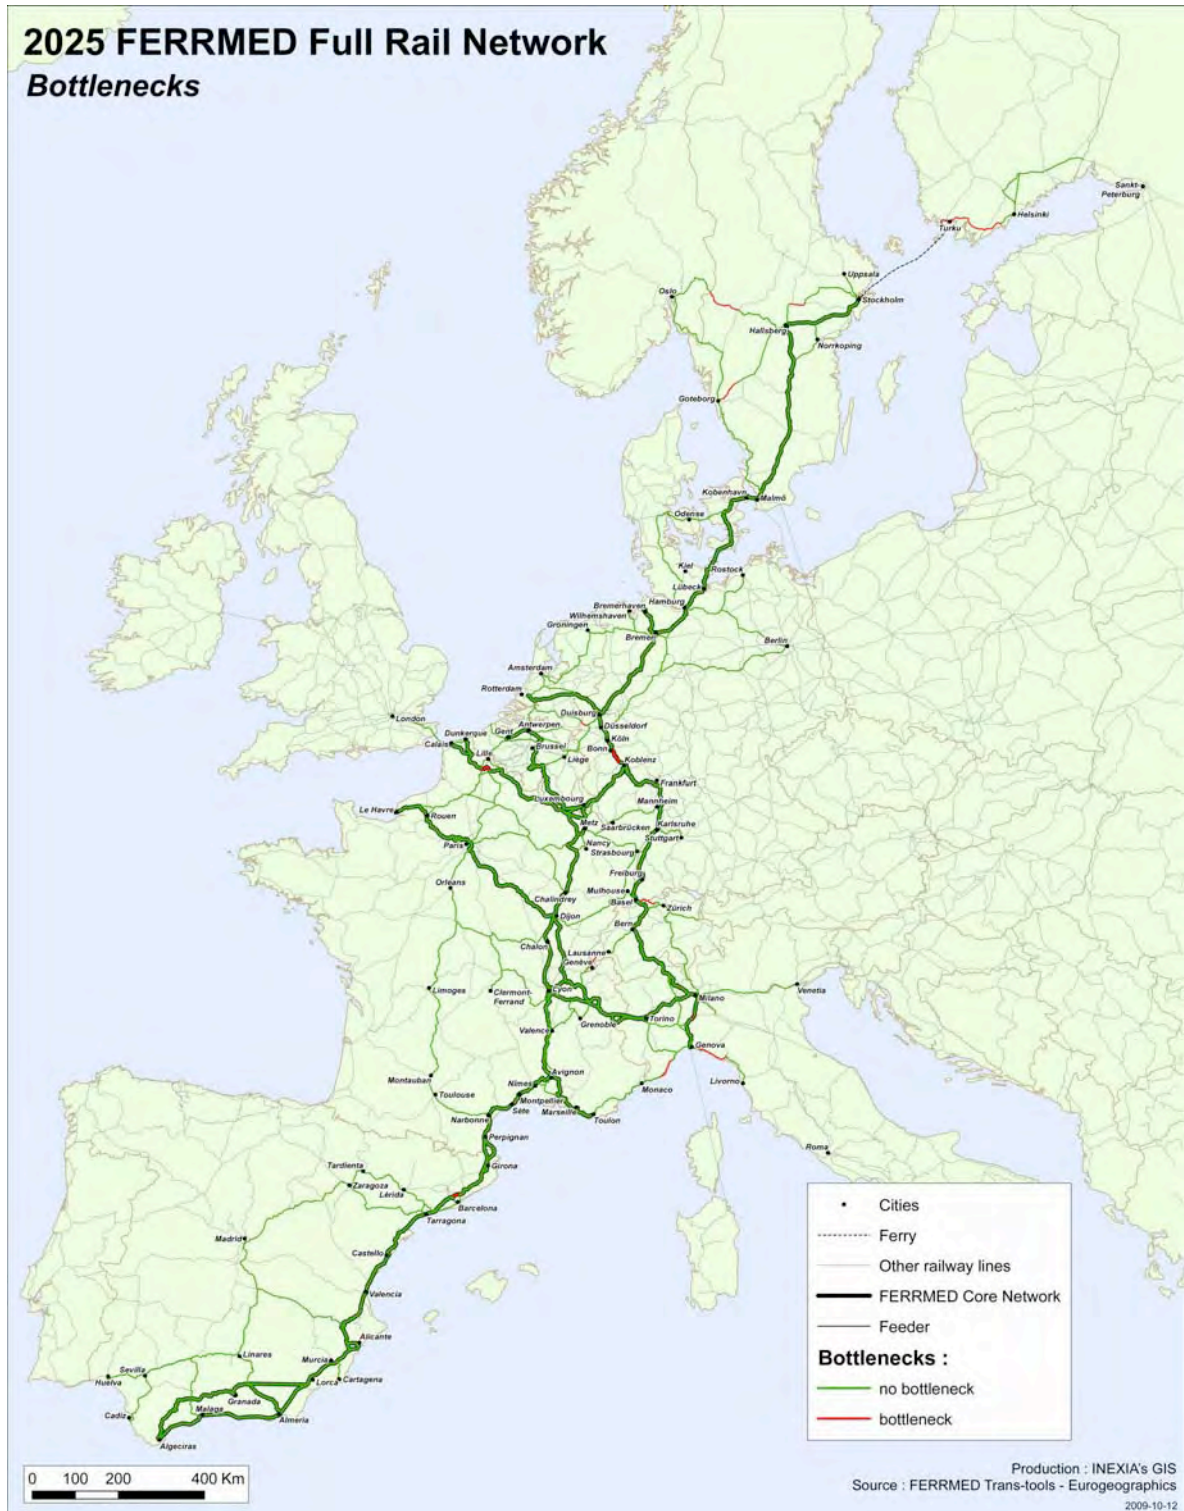 2025 FERRMED Full Rail Network
Bottlenecks
Sankt-
Peterburg
Helsinki
Turku
Uppsala
Oslo
Stockholm
Hallsberg
Norrkoping
Goteborg
Kobenhavn
Malmö
Odense
Kiel
Rostock
Lübeck
Bremerhaven
Hamburg
Wilhemshaven
Groningen
Bremen
Berlin
Amsterdam
Rotterdam
Duisburg
London
Antwerpen
Düsseldorf
Dunkerque
Gent
Köln
Calais
Brussel
Bonn
Lille
Liège
Koblenz
Frankfurt
Luxembourg
Mannheim
Le Havre
Rouen
Metz
Saarbrücken
Karlsruhe
Stuttgart
Paris
Nancy
Strasbourg
Freiburg
Orleans
Mulhouse
Chalindrey
Basel
Zürich
Dijon
Bern
Chalon
Lausanne
Genève
Limoges
Clermont-
Ferrand
Lyon
Venetia
Milano
Grenoble
Torino
Valence
Genova
Avignon
Montauban
Nîmes
Monaco
Livorno
Toulouse
Montpellier
Sète
Marseille
Toulon
Narbonne
Perpignan
Roma
Tardienta
Girona
Zaragoza
Lérida
Barcelona
Tarragona
Madrid
Castello
Valencia
Alicante
Linares
Murcia
Sevilla
Huelva
Lorca
Cartagena
Granada
Cadiz
Malaga
Almeria
Algeciras
Cities
Ferry
Other railway lines
FERRMED Core Network
Feeder
Bottlenecks :
no bottleneck
bottleneck
0 100 200 400 Km
Production : INEXIA's GIS
Source : FERRMED Trans-tools - Eurogeographics
2009-10-12